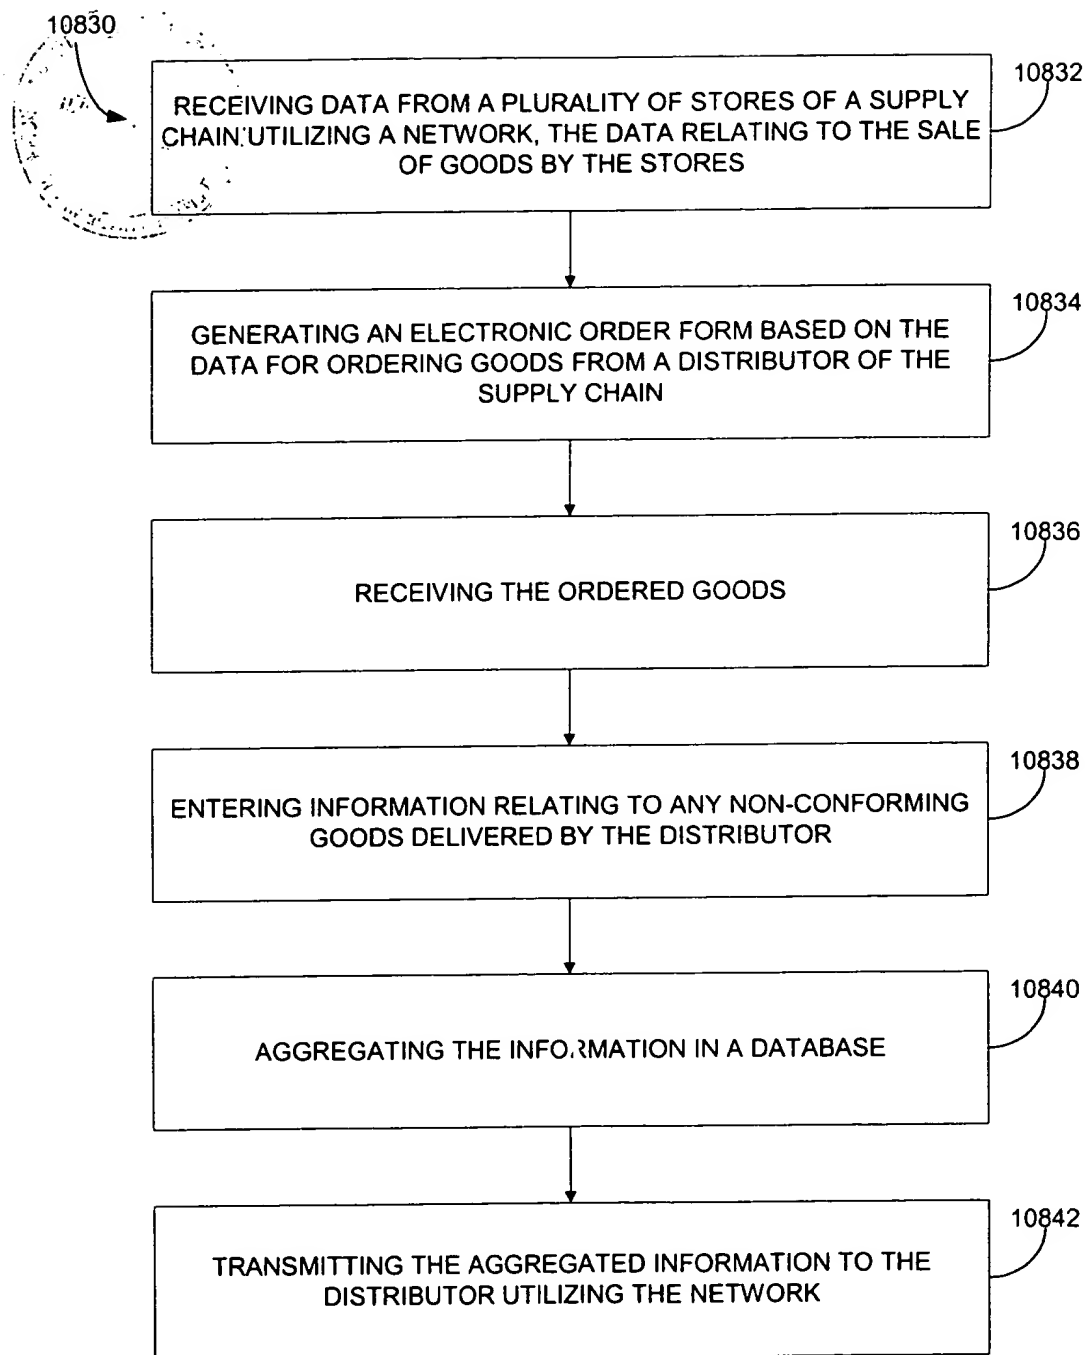 10830
10832
RECEIVING DATA FROM A PLURALITY OF STORES OF A SUPPLY
CHAIN UTILIZING A NETWORK, THE DATA RELATING TO THE SALE
OF GOODS BY THE STORES
10834
GENERATING AN ELECTRONIC ORDER FORM BASED ON THE
DATA FOR ORDERING GOODS FROM A DISTRIBUTOR OF THE
SUPPLY CHAIN
10836
RECEIVING THE ORDERED GOODS
10838
ENTERING INFORMATION RELATING TO ANY NON-CONFORMING
GOODS DELIVERED BY THE DISTRIBUTOR
10840
AGGREGATING THE INFORMATION IN A DATABASE
10842
TRANSMITTING THE AGGREGATED INFORMATION TO THE
DISTRIBUTOR UTILIZING THE NETWORK